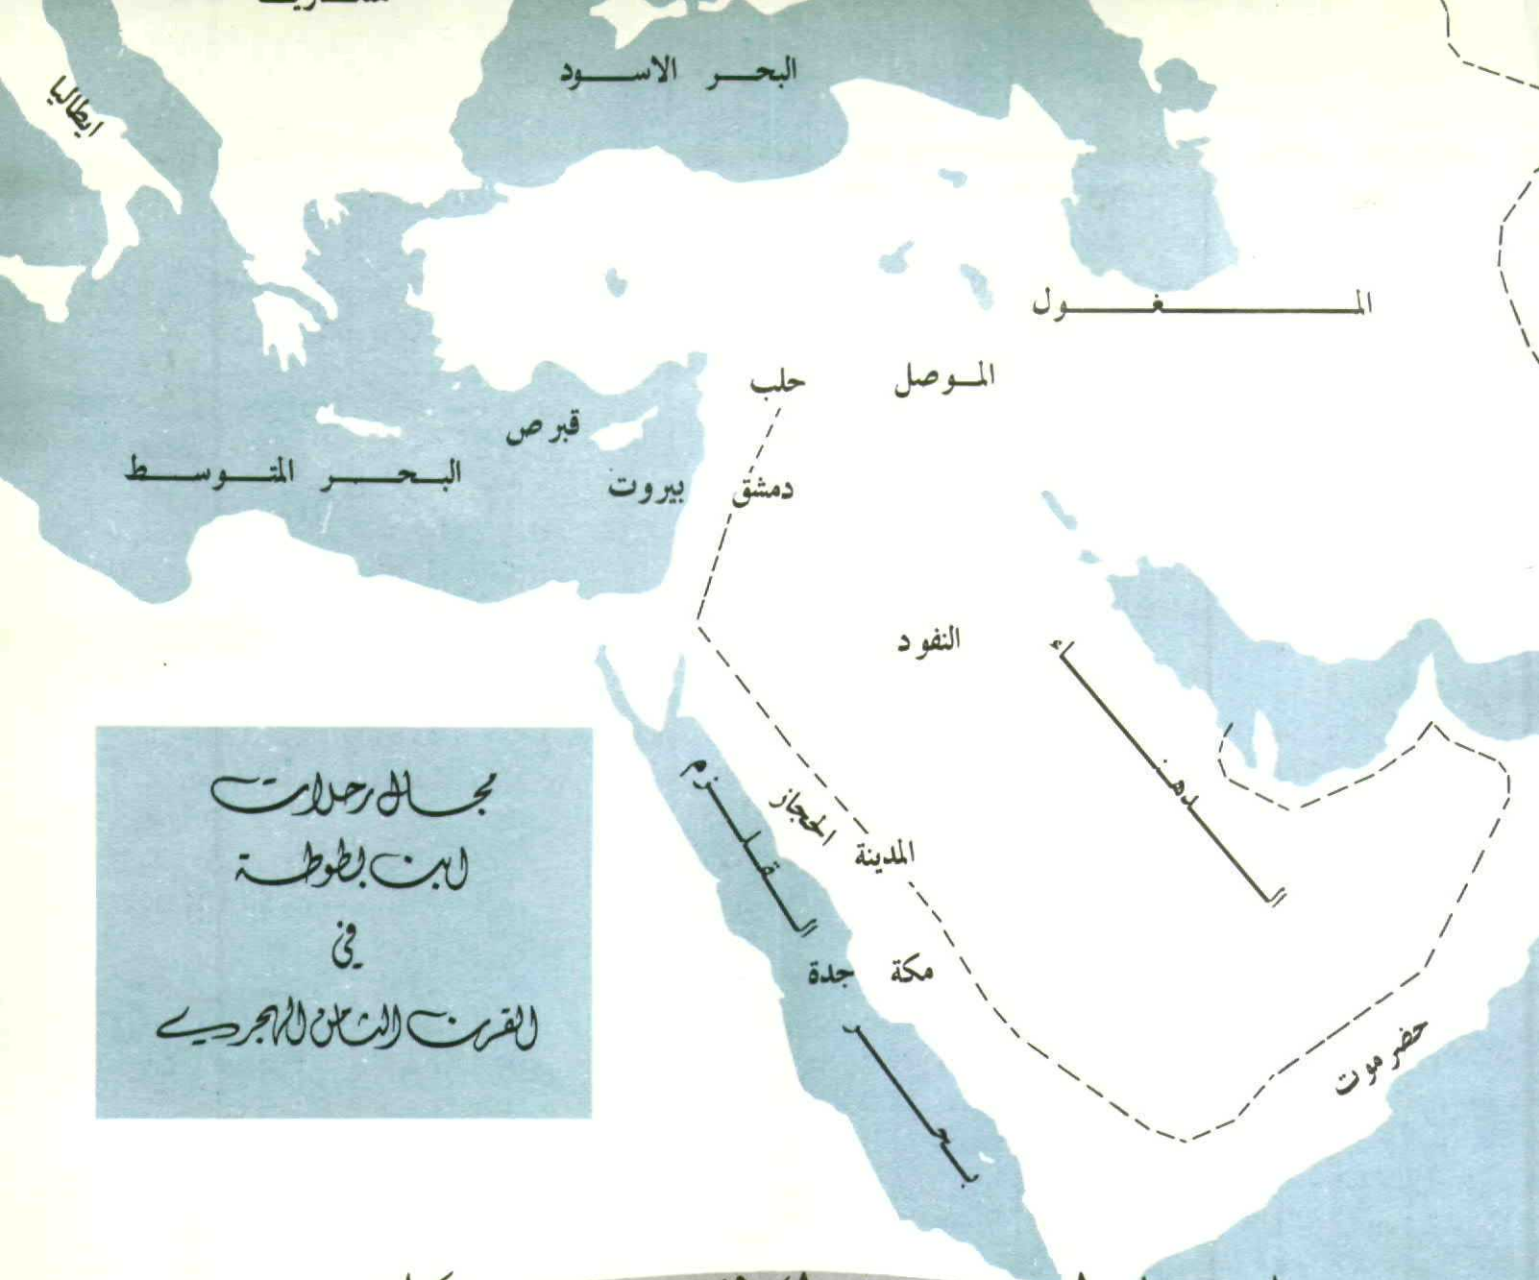 البحر الاسود
ايطاليا
المغول
حلب
الموصل
قبرص
البحر المتوسط
بيروت
دمشق
النفود
الدهناء
بحر القلزم
الحجاز
المدينة
جدة
مكة
حضرموت
مجال رحلات
ابن بطوطة
في
القرن الثامن الهجري